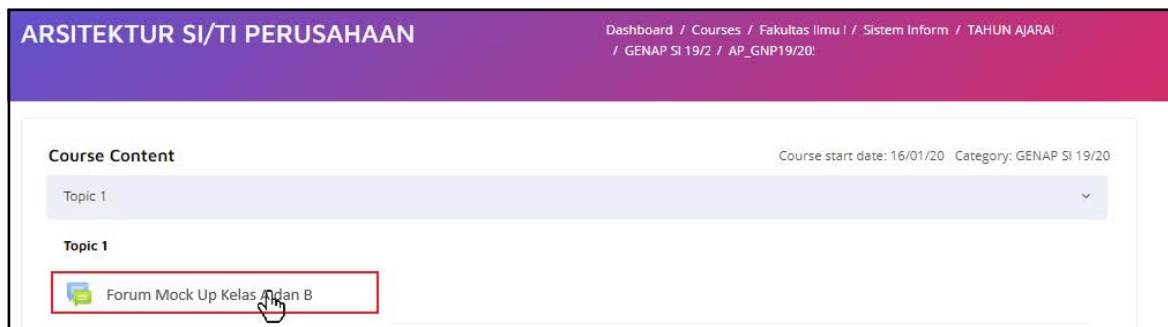 ARSITEKTUR SI/TI PERUSAHAAN
Dashboard / Courses / Fakultas Ilmu / Sistem Inform / TAHUN AJARAI
/ GENAP SI 19/2 / AP_GNP19/20
Course Content
Course start date: 16/01/20 Category: GENAP SI 19/20
Topic 1
Topic 1
Forum Mock Up Kelas A dan B